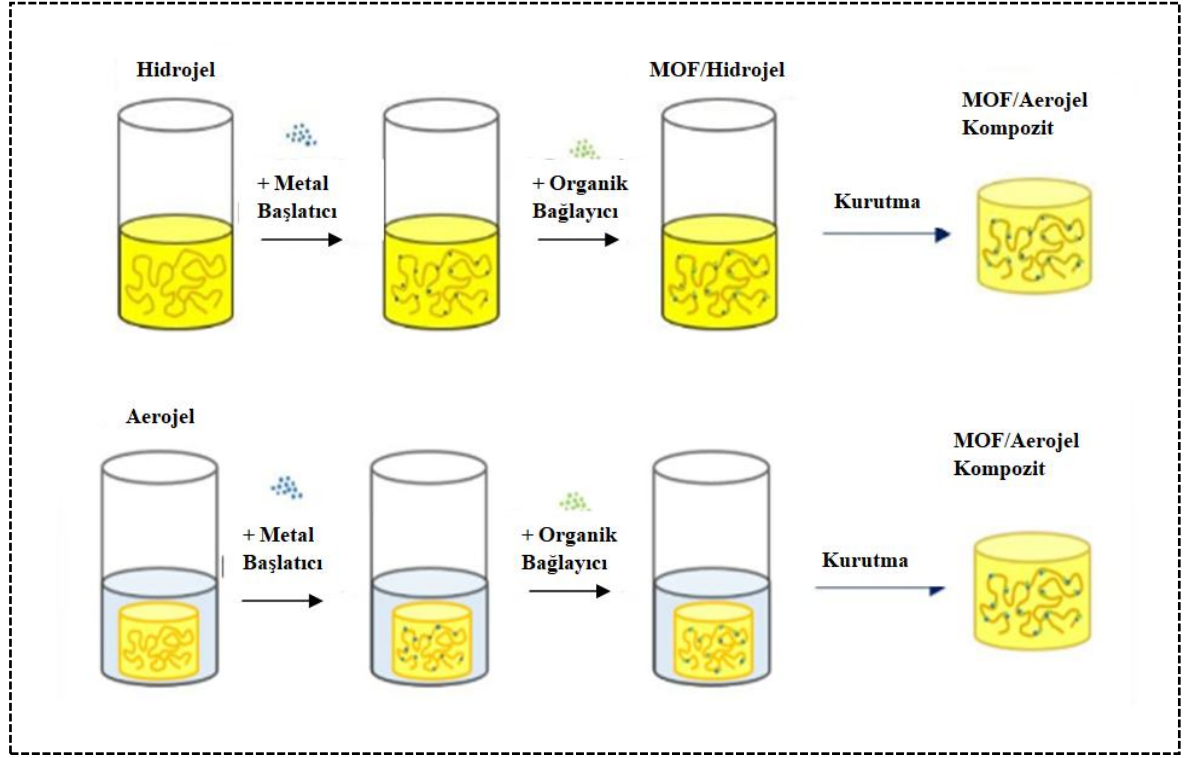 Hidrojel
MOF/Hidrojel
MOF/Aerojel
Kompozit
+ Metal
Başlatıcı
+ Organik
Bağlayıcı
Kurutma
Aerojel
MOF/Aerojel
Kompozit
+ Metal
Başlatıcı
+ Organik
Bağlayıcı
Kurutma